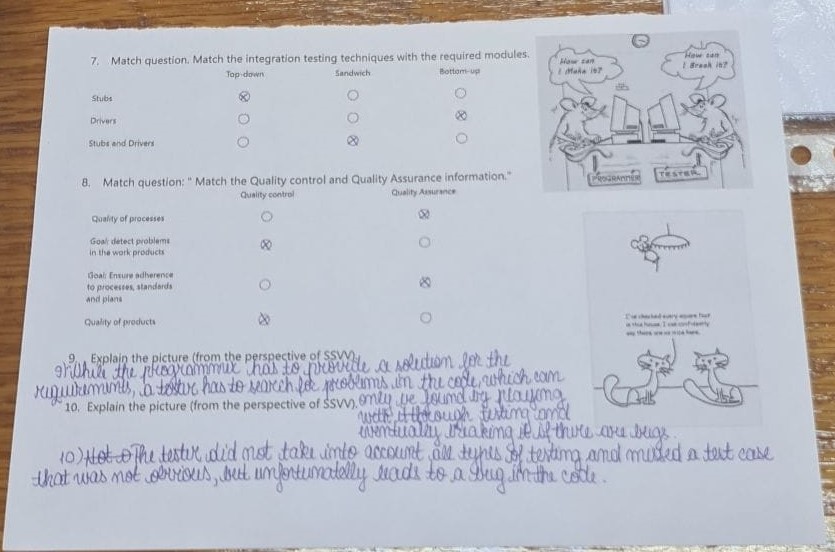 7. Match question. Match the integration testing techniques with the required modules.
Top-down Sandwich Bottom-up
Stubs
Drivers
Stubs and Drivers
How can
I Make it?
How can
I Break it?
PROGRAMMER
TESTER
8. Match question: " Match the Quality control and Quality Assurance information."
Quality control Quality Assurance
Quality of processes
Goal: detect problems
in the work products
Goal: Ensure adherence
to processes, standards
and plans
Quality of products
I've checked every square foot
of this house. I can confidently
say there are no mice here.
9. Explain the picture (from the perspective of SSVV).
9) While the programmer has to provide a solution for the
requirements, a tester has to search for problems in the code, which can
only be found by playing
10. Explain the picture (from the perspective of SSVV).
with it through testing and
eventually breaking it if there are bugs.
10) The tester did not take into account all types of testing and missed a test case
that was not obvious, but unfortunatelly leads to a bug in the code.